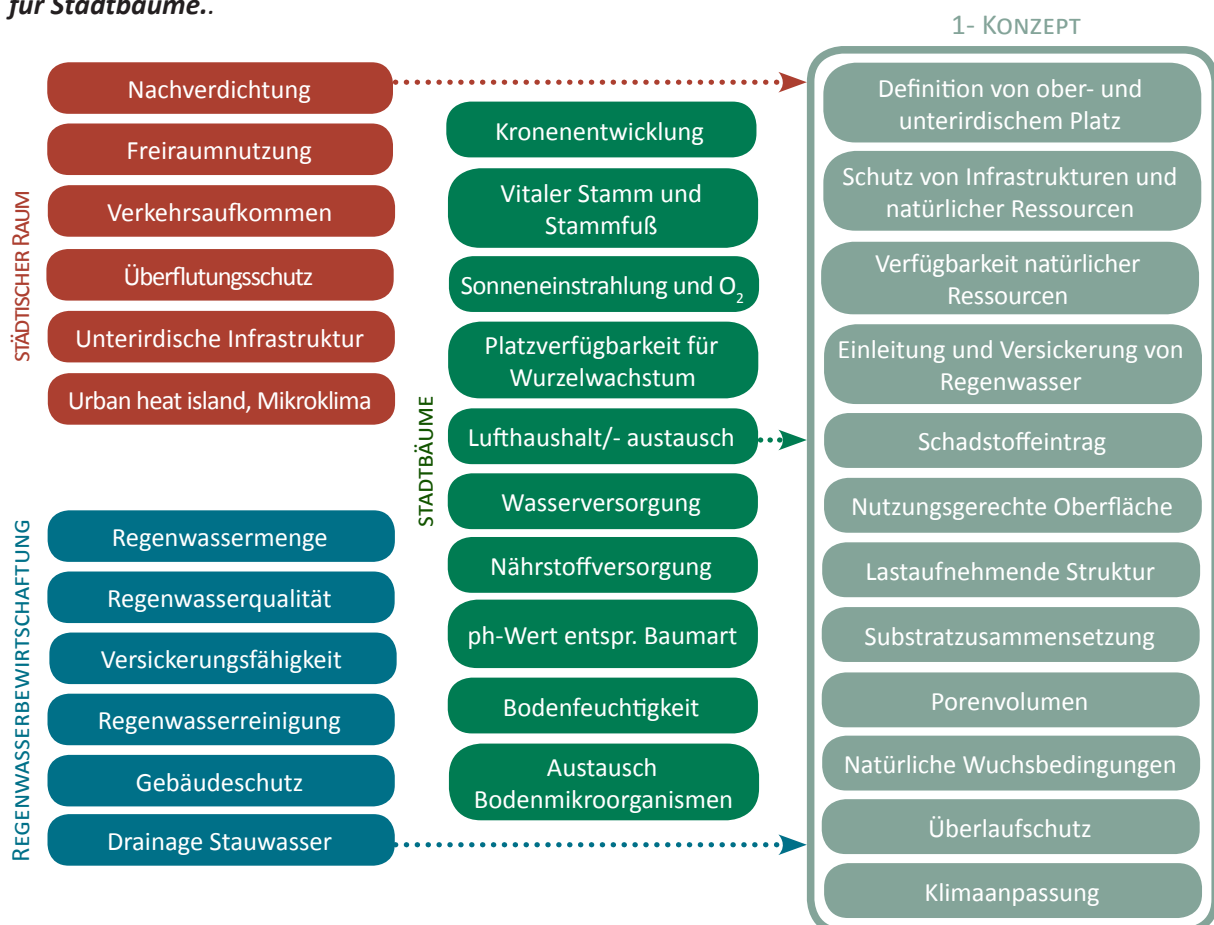 für Stadtbäume..
1- KONZEPT
STÄDTISCHER RAUM
Nachverdichtung
Freiraumnutzung
Verkehrsaufkommen
Überflutungsschutz
Unterirdische Infrastruktur
Urban heat island, Mikroklima
REGENWASSERBEWIRTSCHAFTUNG
Regenwassermenge
Regenwasserqualität
Versickerungsfähigkeit
Regenwasserreinigung
Gebäudeschutz
Drainage Stauwasser
STADTBÄUME
Kronenentwicklung
Vitaler Stamm und
Stammfuß
Sonneneinstrahlung und O₂
Platzverfügbarkeit für
Wurzelwachstum
Lufthaushalt/- austausch
Wasserversorgung
Nährstoffversorgung
ph-Wert entspr. Baumart
Bodenfeuchtigkeit
Austausch
Bodenmikroorganismen
Definition von ober- und
unterirdischem Platz
Schutz von Infrastrukturen und
natürlicher Ressourcen
Verfügbarkeit natürlicher
Ressourcen
Einleitung und Versickerung von
Regenwasser
Schadstoffeintrag
Nutzungsgerechte Oberfläche
Lastaufnehmende Struktur
Substratzusammensetzung
Porenvolumen
Natürliche Wuchsbedingungen
Überlaufschutz
Klimaanpassung